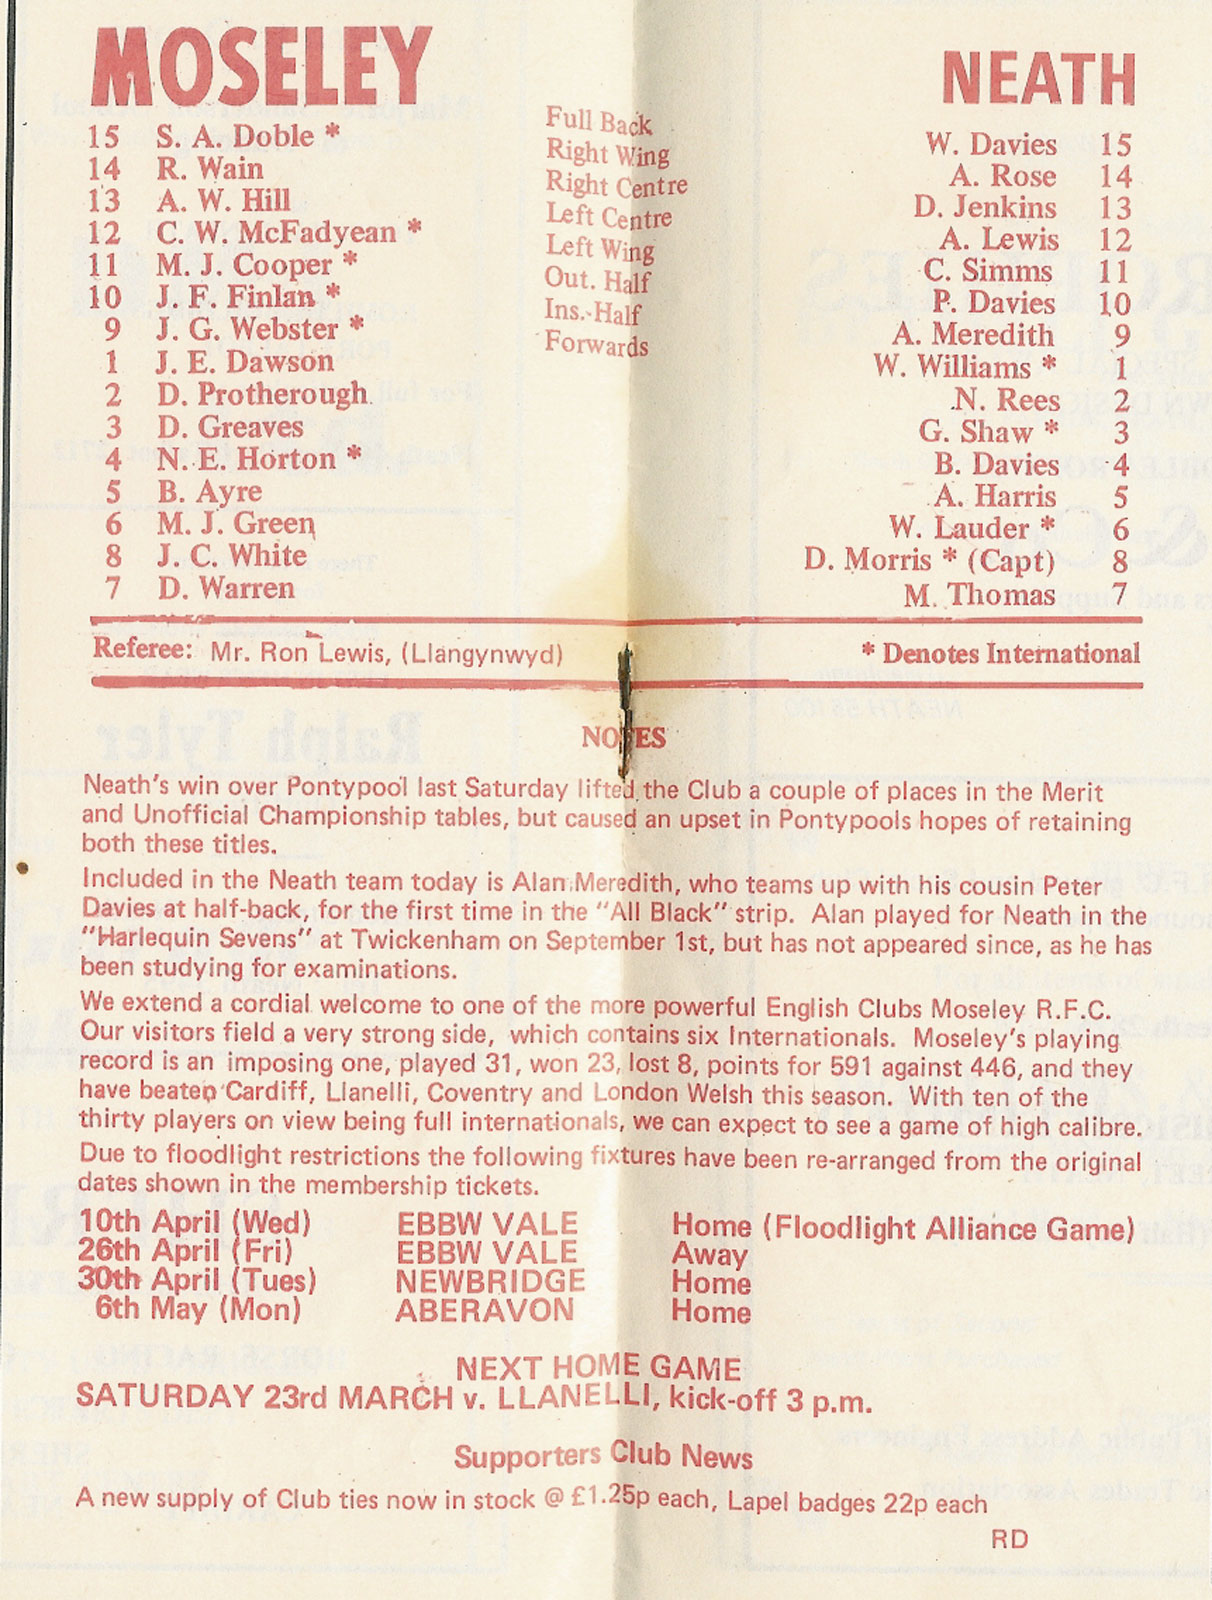 MOSELEY NEATH
15 S. A. Doble * Full Back W. Davies 15
14 R. Wain Right Wing A. Rose 14
13 A. W. Hill Right Centre D. Jenkins 13
12 C. W. McFadyean * Left Centre A. Lewis 12
11 M. J. Cooper * Left Wing C. Simms 11
10 J. F. Finlan * Out. Half P. Davies 10
9 J. G. Webster * Ins. Half A. Meredith 9
1 J. E. Dawson Forwards W. Williams * 1
2 D. Protherough N. Rees 2
3 D. Greaves G. Shaw * 3
4 N. E. Horton * B. Davies 4
5 B. Ayre A. Harris 5
6 M. J. Green W. Lauder * 6
8 J. C. White D. Morris * (Capt) 8
7 D. Warren M. Thomas 7
Referee: Mr. Ron Lewis, (Llangynwyd) * Denotes International
NOTES
Neath's win over Pontypool last Saturday lifted the Club a couple of places in the Merit
and Unofficial Championship tables, but caused an upset in Pontypools hopes of retaining
both these titles.
Included in the Neath team today is Alan Meredith, who teams up with his cousin Peter
Davies at half-back, for the first time in the "All Black" strip. Alan played for Neath in the
"Harlequin Sevens" at Twickenham on September 1st, but has not appeared since, as he has
been studying for examinations.
We extend a cordial welcome to one of the more powerful English Clubs Moseley R.F.C.
Our visitors field a very strong side, which contains six Internationals. Moseley's playing
record is an imposing one, played 31, won 23, lost 8, points for 591 against 446, and they
have beaten Cardiff, Llanelli, Coventry and London Welsh this season. With ten of the
thirty players on view being full internationals, we can expect to see a game of high calibre.
Due to floodlight restrictions the following fixtures have been re-arranged from the original
dates shown in the membership tickets.
10th April (Wed) EBBW VALE Home (Floodlight Alliance Game)
26th April (Fri) EBBW VALE Away
30th April (Tues) NEWBRIDGE Home
6th May (Mon) ABERAVON Home
NEXT HOME GAME
SATURDAY 23rd MARCH v. LLANELLI, kick-off 3 p.m.
Supporters Club News
A new supply of Club ties now in stock @ £1.25p each, Lapel badges 22p each
RD